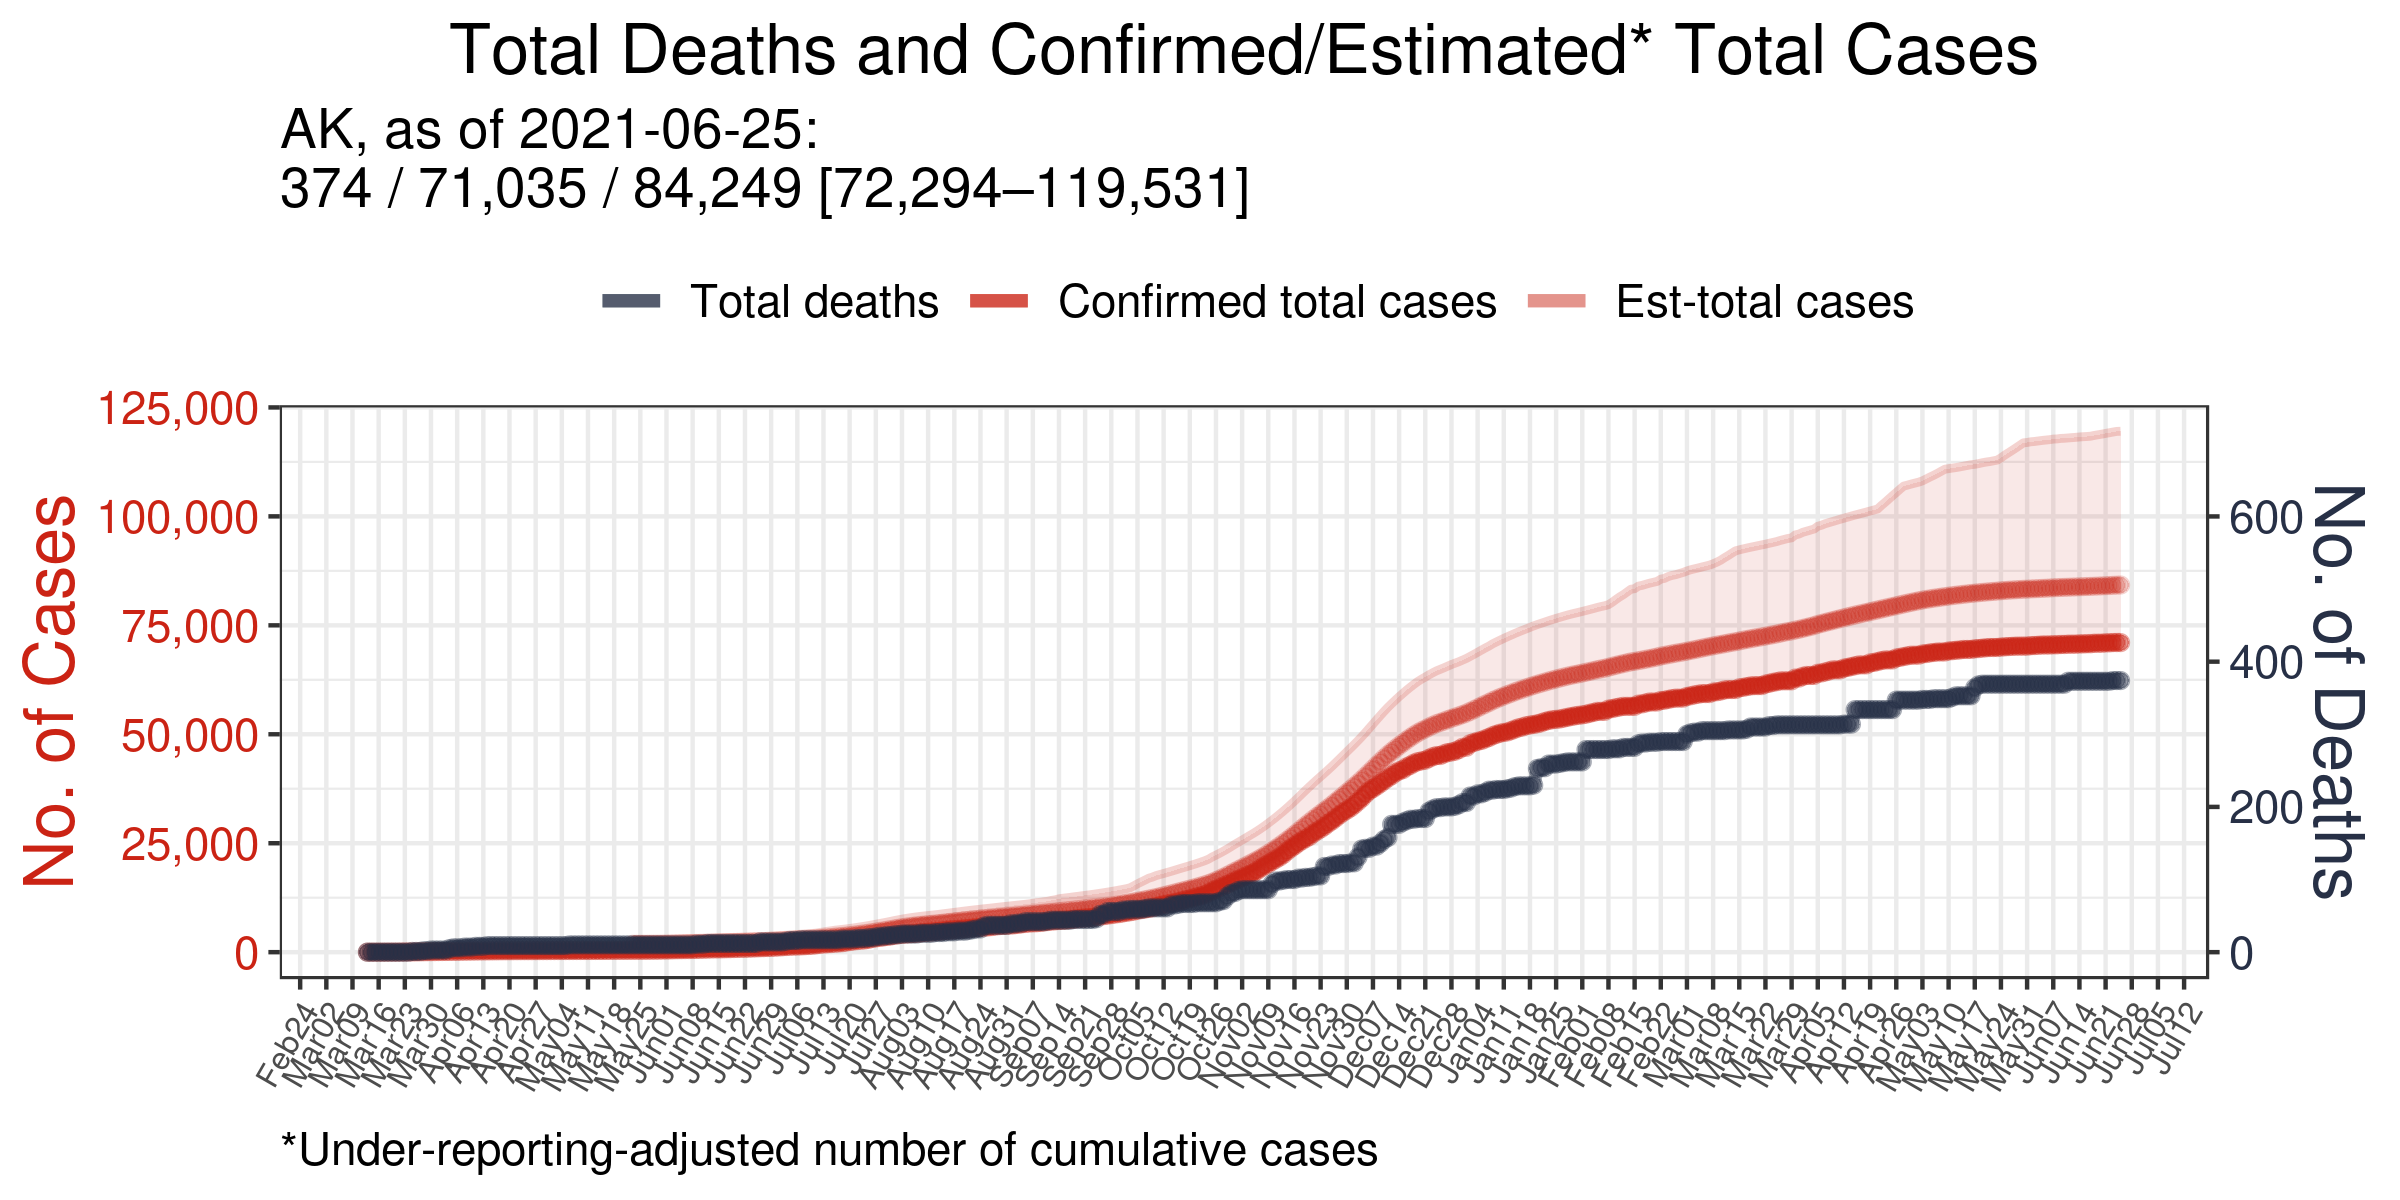 Total Deaths and Confirmed/Estimated* Total Cases
AK, as of 2021-06-25:
374 / 71,035 / 84,249 [72,294–119,531]
Total deaths
Confirmed total cases
Est-total cases
No. of Cases
125,000
100,000
75,000
50,000
25,000
0
600
400
200
0
No. of Deaths
Feb24
Mar02
Mar09
Mar16
Mar23
Mar30
Apr06
Apr13
Apr20
Apr27
May04
May11
May18
May25
Jun01
Jun08
Jun15
Jun22
Jun29
Jul06
Jul13
Jul20
Jul27
Aug03
Aug10
Aug17
Aug24
Aug31
Sep07
Sep14
Sep21
Sep28
Oct05
Oct12
Oct19
Oct26
Nov02
Nov09
Nov16
Nov23
Nov30
Dec07
Dec14
Dec21
Dec28
Jan04
Jan11
Jan18
Jan25
Feb01
Feb08
Feb15
Feb22
Mar01
Mar08
Mar15
Mar22
Mar29
Apr05
Apr12
Apr19
Apr26
May03
May10
May17
May24
May31
Jun07
Jun14
Jun21
Jun28
Jul05
Jul12
*Under-reporting-adjusted number of cumulative cases